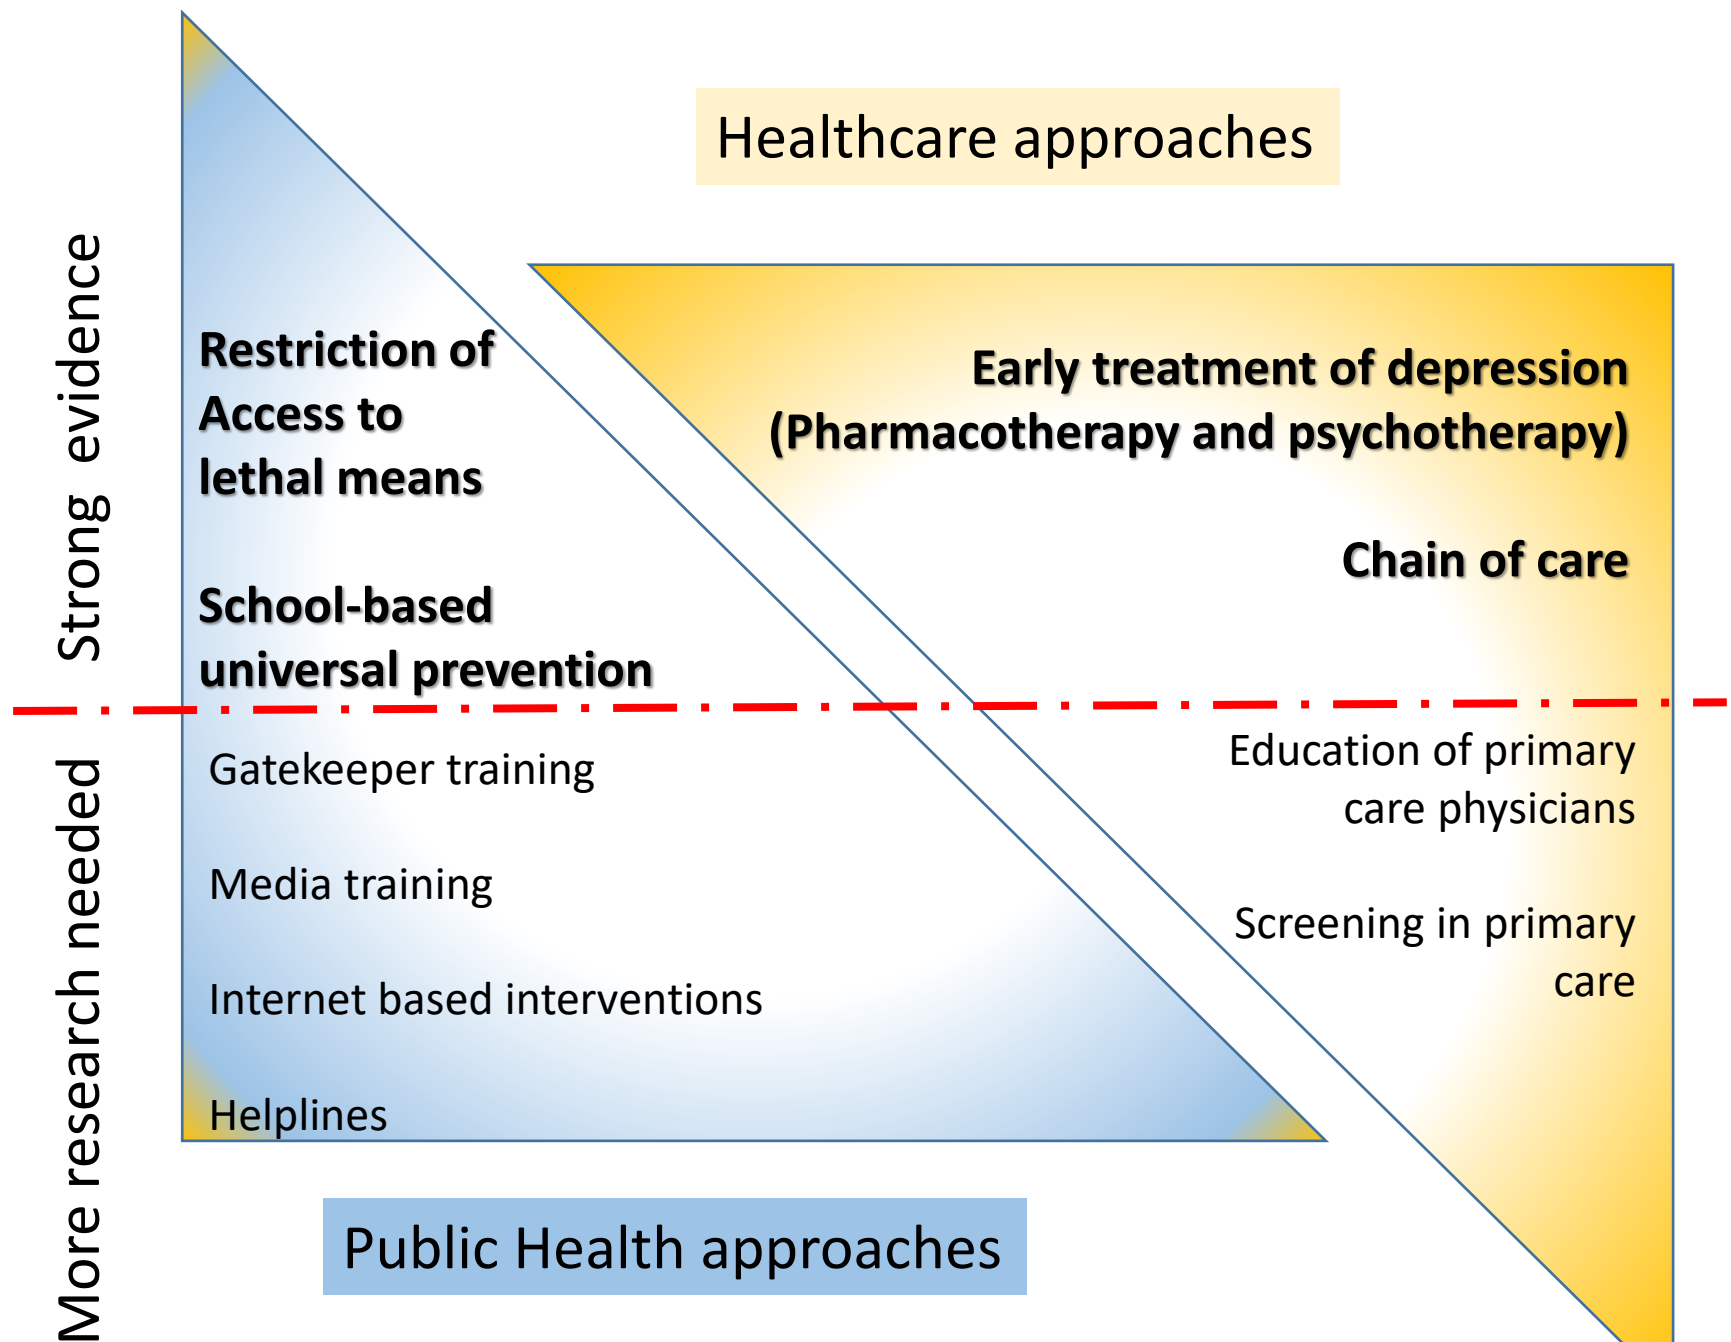 Healthcare approaches
Strong evidence
Restriction of
Access to
lethal means
School-based
universal prevention
Early treatment of depression
(Pharmacotherapy and psychotherapy)
Chain of care
More research needed
Gatekeeper training
Media training
Internet based interventions
Helplines
Education of primary
care physicians
Screening in primary
care
Public Health approaches